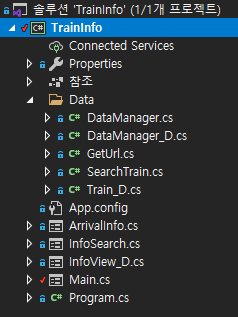 솔루션 'TrainInfo' (1/1개 프로젝트)
C# TrainInfo
Connected Services
Properties
참조
Data
C# DataManager.cs
C# DataManager_D.cs
C# GetUrl.cs
C# SearchTrain.cs
C# Train_D.cs
App.config
ArrivalInfo.cs
InfoSearch.cs
InfoView_D.cs
Main.cs
C# Program.cs